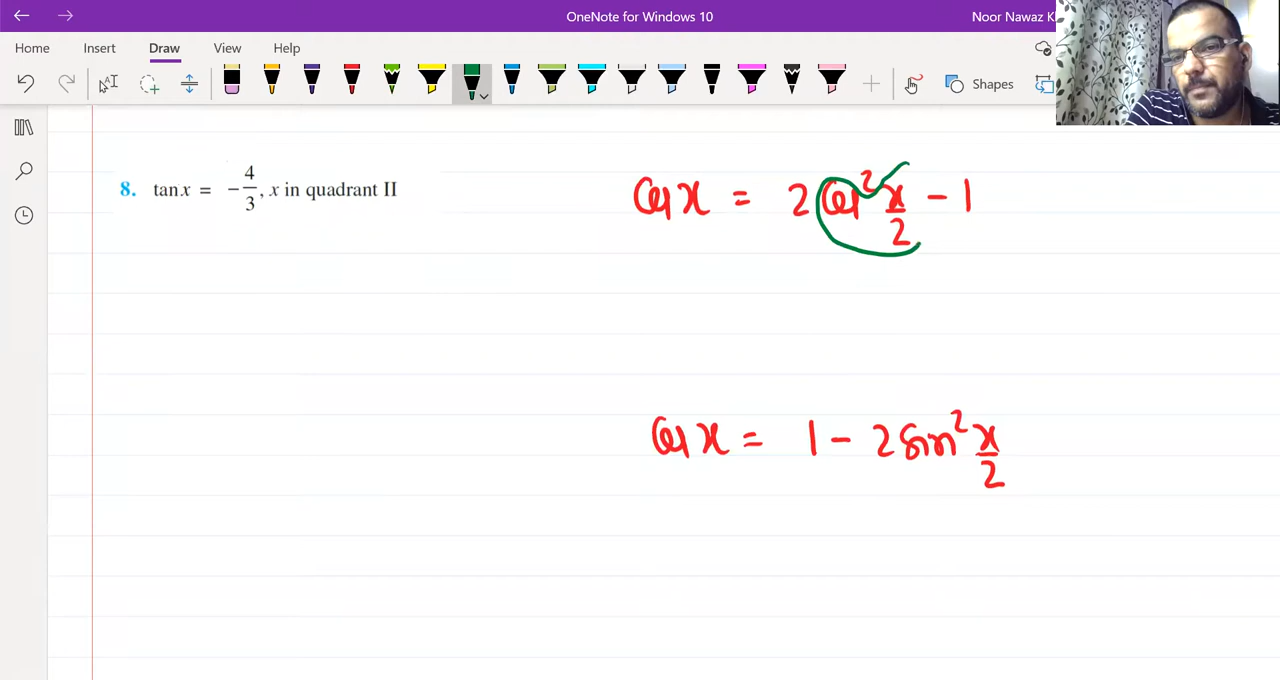 OneNote for Windows 10
Noor Nawaz K
Home Insert Draw View Help
Shapes
8. tan x = -4/3, x in quadrant II
Cos x = 2 Cos² x/2 - 1
Cos x = 1 - 2 sin² x/2